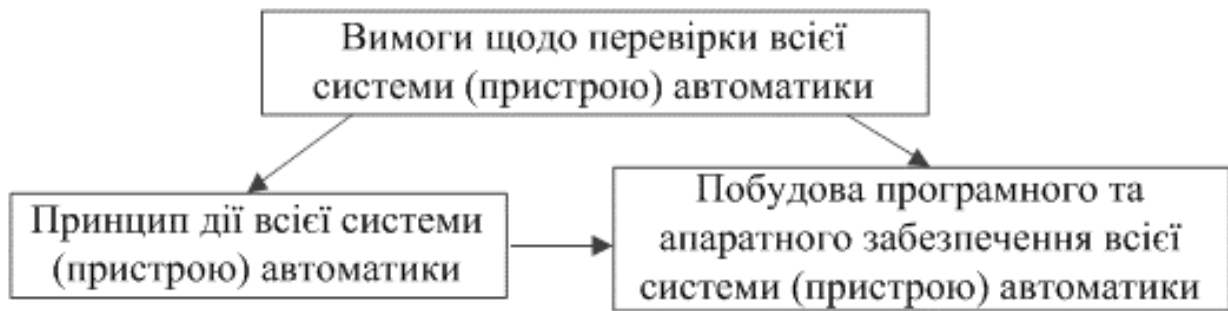 Вимоги щодо перевірки всієї
системи (пристрою) автоматики
Принцип дії всієї системи
(пристрою) автоматики
Побудова програмного та
апаратного забезпечення всієї
системи (пристрою) автоматики